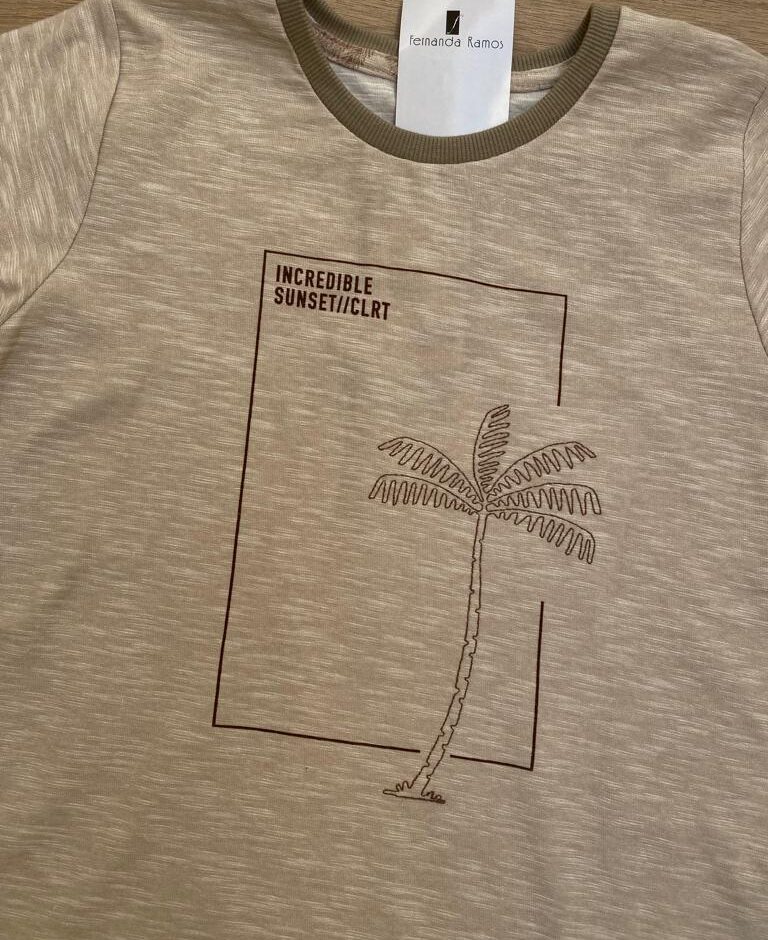 f
Fernanda Ramos
INCREDIBLE
SUNSET//CLRT